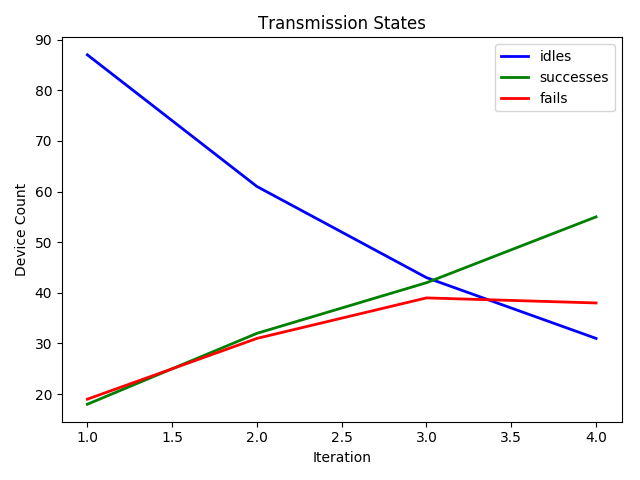 Transmission States
idles
successes
fails
Device Count
90
80
70
60
50
40
30
20
1.0 1.5 2.0 2.5 3.0 3.5 4.0
Iteration